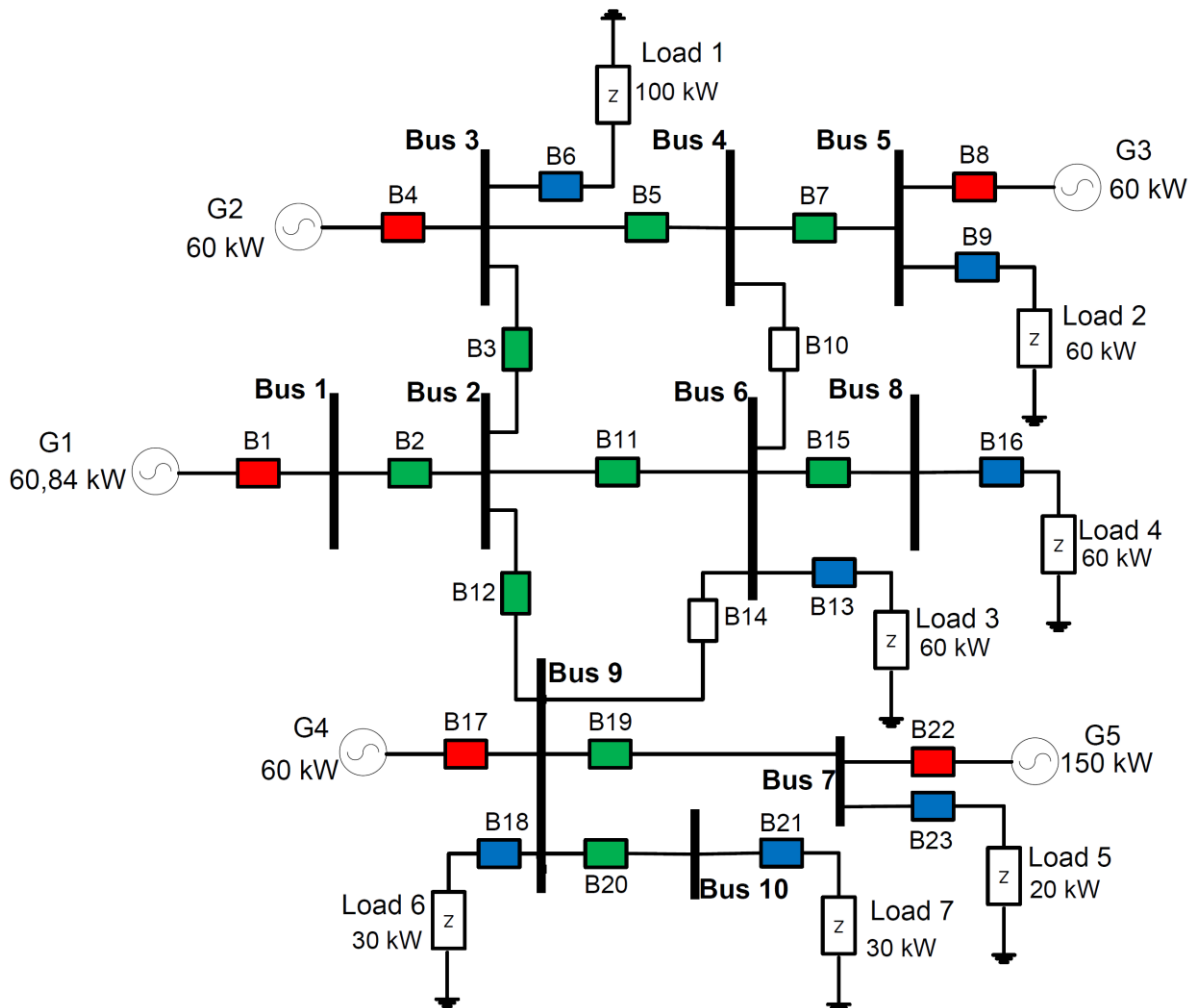 Load 1
100 kW
Z
Bus 3
B6
Bus 4
Bus 5
B8
G3
60 kW
G2
60 kW
B4
B5
B7
B9
Load 2
60 kW
Z
B3
B10
Bus 1
Bus 2
Bus 6
Bus 8
G1
60,84 kW
B1
B2
B11
B15
B16
Load 4
60 kW
Z
B12
B14
B13
Load 3
60 kW
Z
Bus 9
G4
60 kW
B17
B19
Bus 7
B22
G5
150 kW
B18
B20
B21
B23
Bus 10
Load 5
20 kW
Z
Load 6
30 kW
Z
Load 7
30 kW
Z